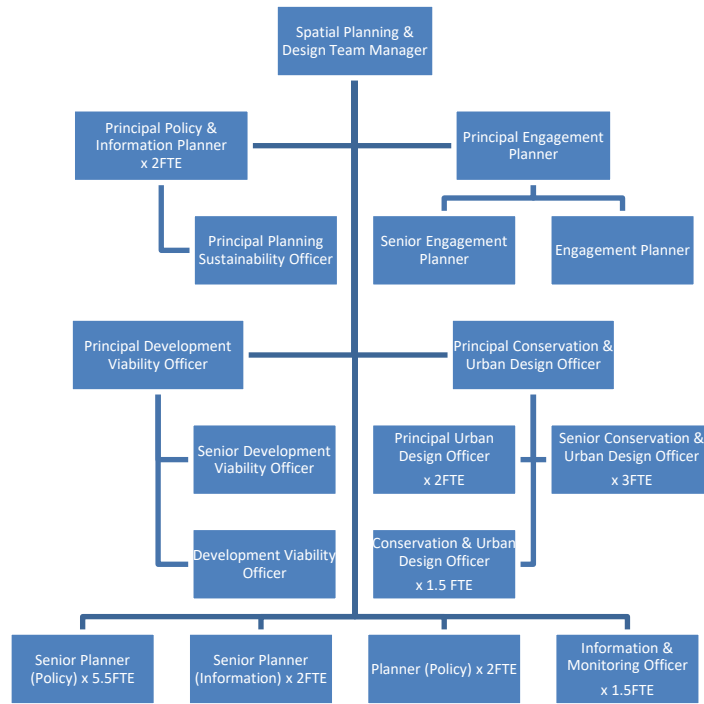 Spatial Planning &
Design Team Manager
Principal Policy &
Information Planner
x 2FTE
Principal Engagement
Planner
Principal Planning
Sustainability Officer
Senior Engagement
Planner
Engagement Planner
Principal Development
Viability Officer
Principal Conservation &
Urban Design Officer
Senior Development
Viability Officer
Principal Urban
Design Officer
x 2FTE
Senior Conservation &
Urban Design Officer
x 3FTE
Development Viability
Officer
Conservation & Urban
Design Officer
x 1.5 FTE
Senior Planner
(Policy) x 5.5FTE
Senior Planner
(Information) x 2FTE
Planner (Policy) x 2FTE
Information &
Monitoring Officer
x 1.5FTE